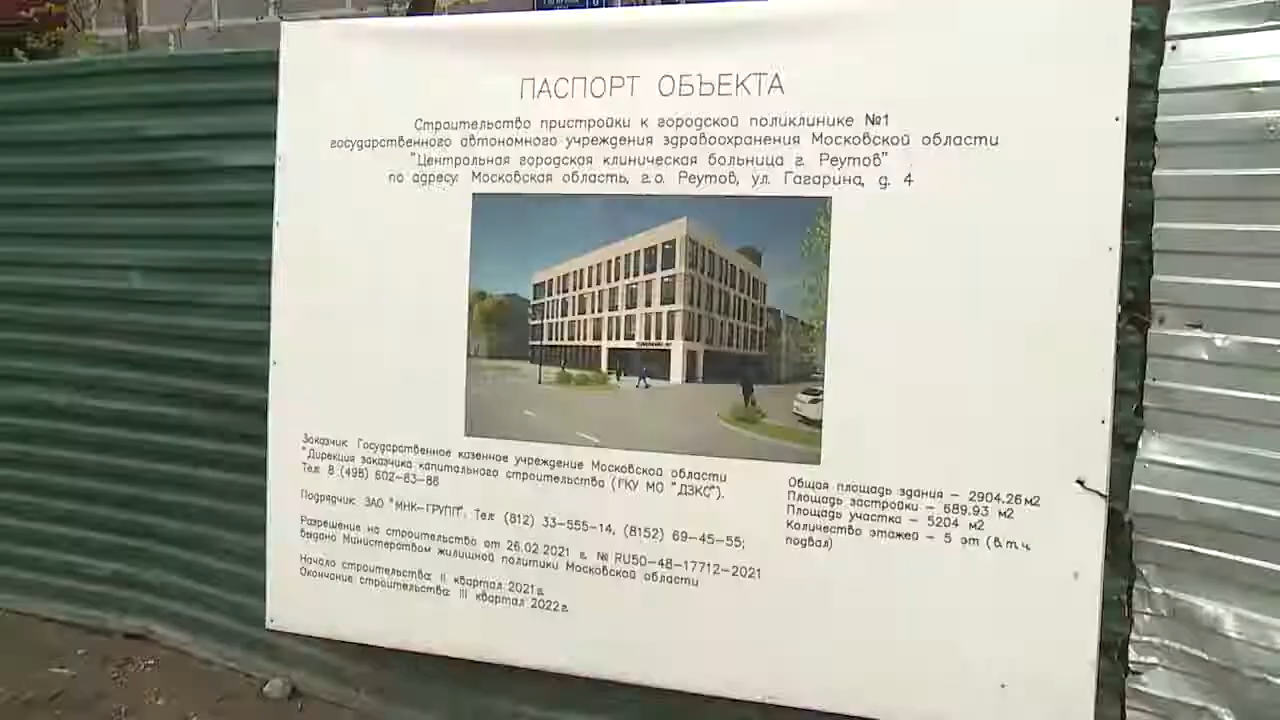 ПАСПОРТ ОБЪЕКТА
Строительство пристройки к городской поликлинике №1
государственного автономного учреждения здравоохранения Московской области
"Центральная городская клиническая больница г. Реутов"
по адресу: Московская область, г.о. Реутов, ул. Гагарина, д. 4
Заказчик: Государственное казенное учреждение Московской области
"Дирекция заказчика капитального строительства (ГКУ МО "ДЗКС").
Тел: 8 (498) 602-83-86
Подрядчик: ЗАО "МНК-ГРУПП", Тел: (812) 33-555-14, (8152) 69-45-55;
Разрешение на строительство от 26.02.2021 г. № RU50-48-17712-2021
выдано Министерством жилищной политики Московской области
Начало строительства: II квартал 2021г.
Окончание строительства: III квартал 2022г.
Общая площадь здания – 2904.26м2
Площадь застройки – 689.93 м2
Площадь участка – 5204 м2
Количество этажей – 5 эт (в.т.ч.
подвал)